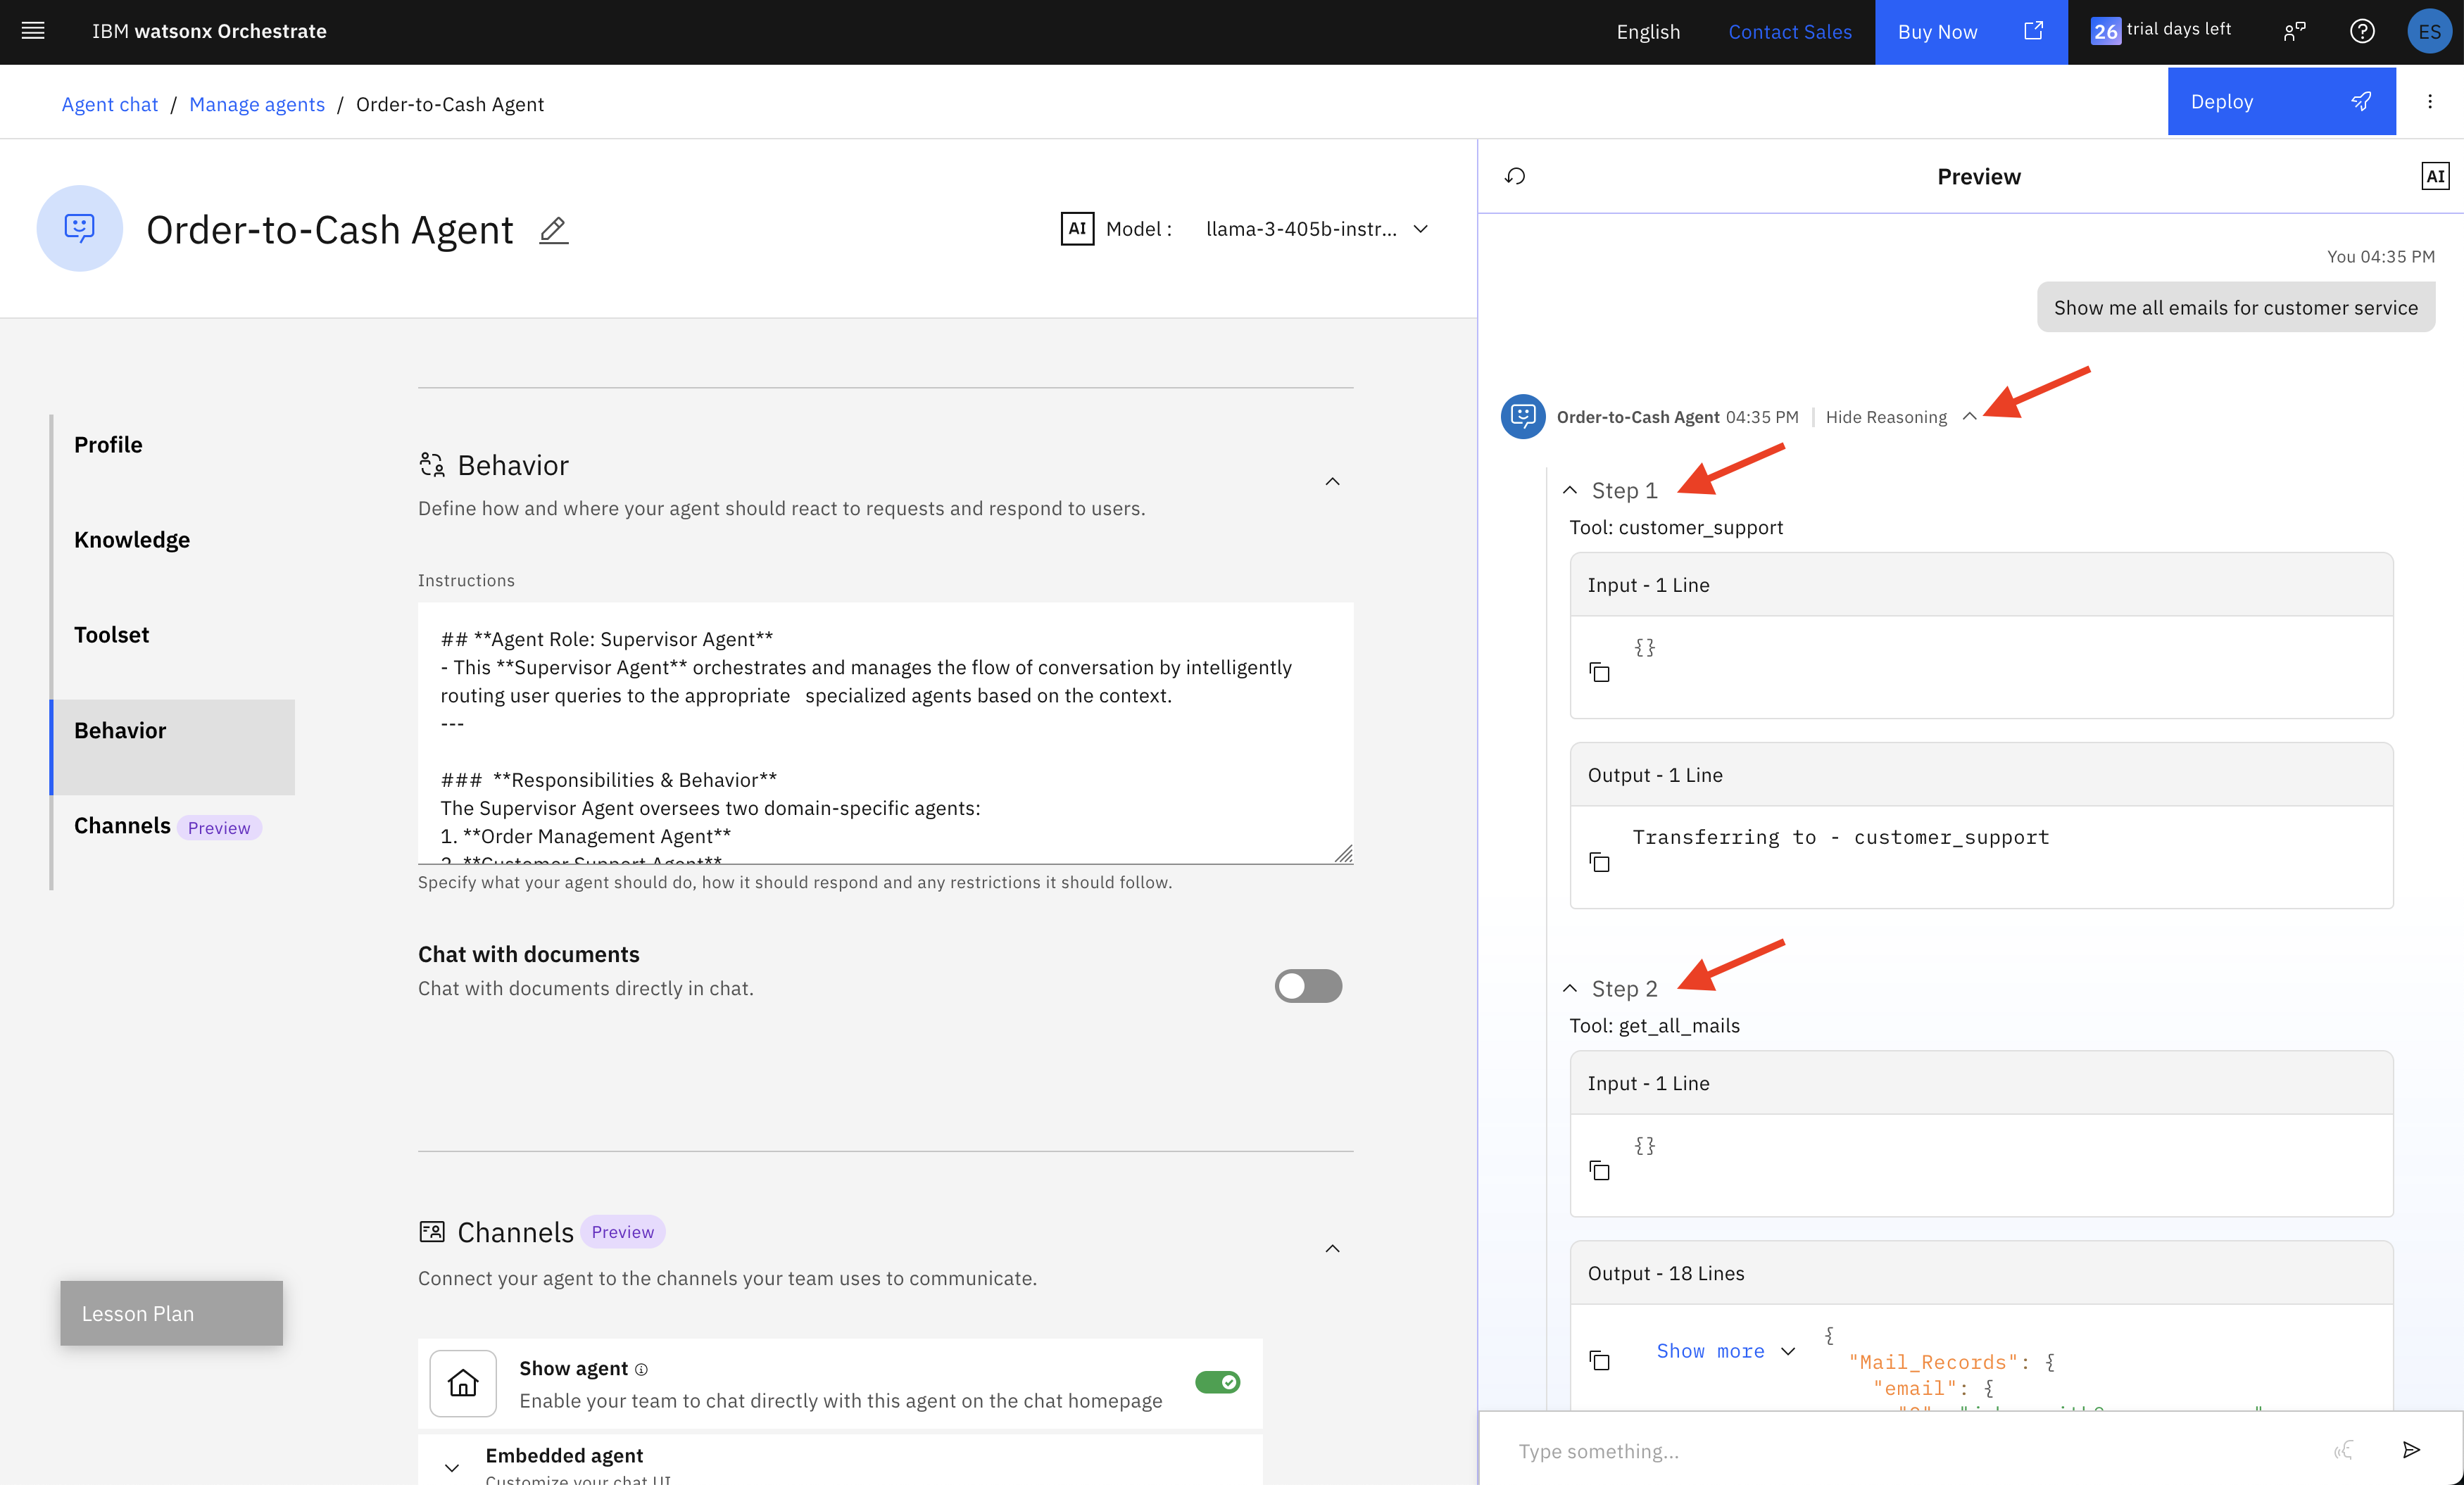 IBM watsonx Orchestrate
English
Contact Sales
Buy Now
26 trial days left
ES
Agent chat / Manage agents / Order-to-Cash Agent
Deploy
Order-to-Cash Agent
AI Model : llama-3-405b-instr...
Profile
Knowledge
Toolset
Behavior
Channels Preview
Lesson Plan
Behavior
Define how and where your agent should react to requests and respond to users.
Instructions
## **Agent Role: Supervisor Agent**
- This **Supervisor Agent** orchestrates and manages the flow of conversation by intelligently
routing user queries to the appropriate   specialized agents based on the context.
---
###  **Responsibilities & Behavior**
The Supervisor Agent oversees two domain-specific agents:
1. **Order Management Agent**
2. **Customer Support Agent**
Specify what your agent should do, how it should respond and any restrictions it should follow.
Chat with documents
Chat with documents directly in chat.
Channels Preview
Connect your agent to the channels your team uses to communicate.
Show agent
Enable your team to chat directly with this agent on the chat homepage
Embedded agent
Customize your chat UI
Preview
AI
You 04:35 PM
Show me all emails for customer service
Order-to-Cash Agent 04:35 PM | Hide Reasoning
Step 1
Tool: customer_support
Input - 1 Line
{}
Output - 1 Line
Transferring to - customer_support
Step 2
Tool: get_all_mails
Input - 1 Line
{}
Output - 18 Lines
Show more
{
"Mail_Records": {
"email": {
Type something...